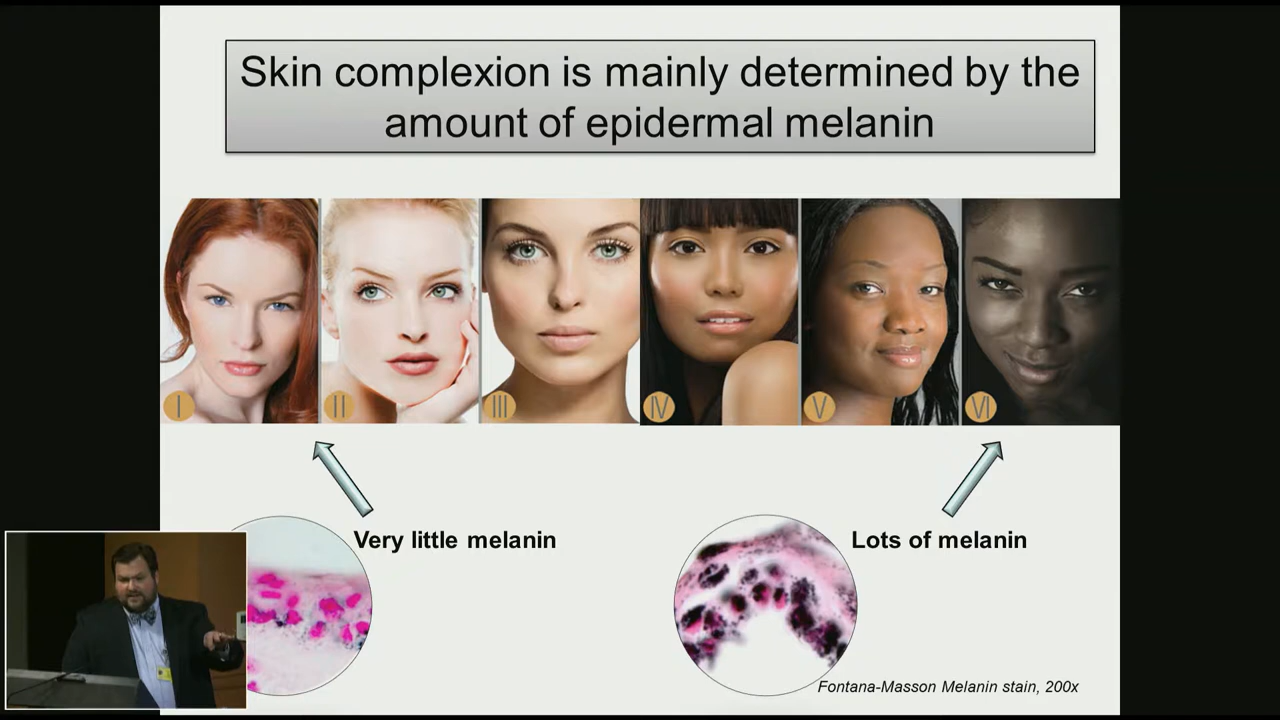 Skin complexion is mainly determined by the
amount of epidermal melanin
I
II
III
IV
V
VI
Very little melanin
Lots of melanin
Fontana-Masson Melanin stain, 200x